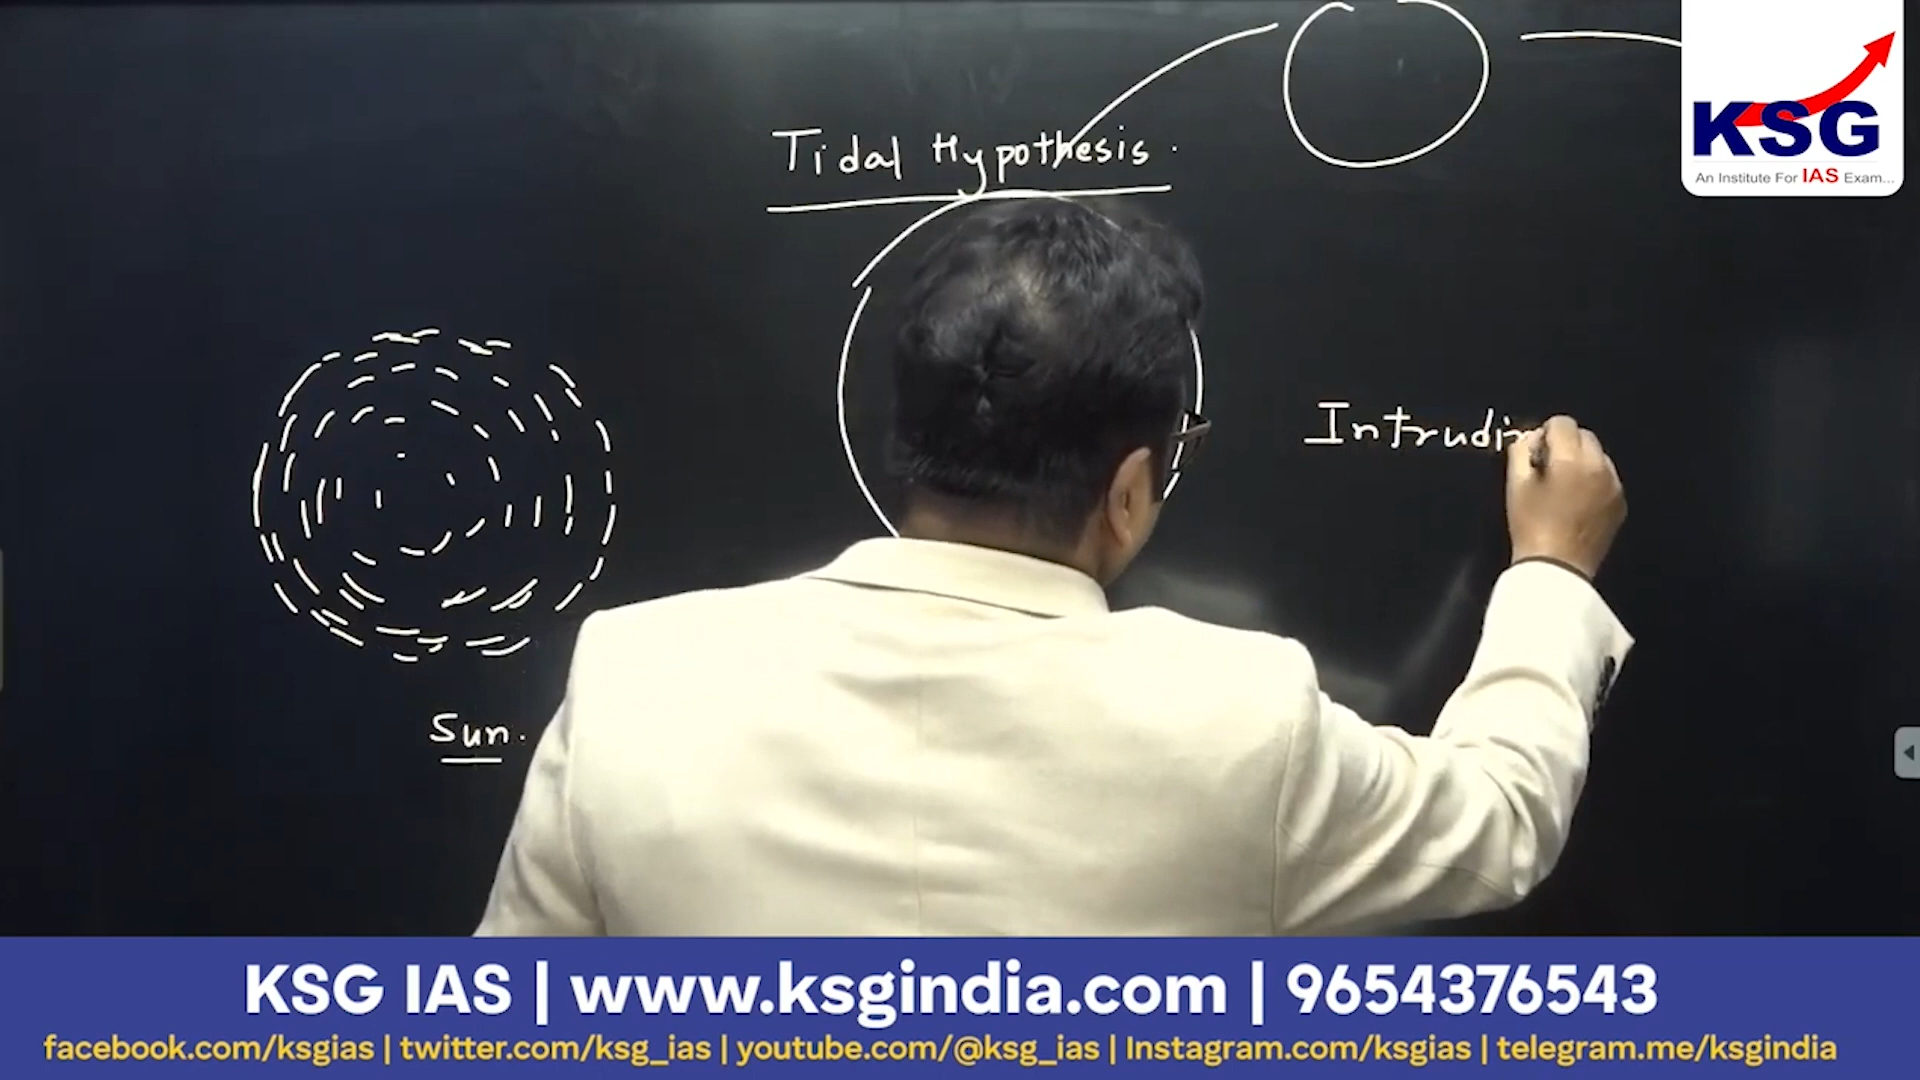 Tidal Hypothesis.
KSG
An Institute For IAS Exam...
Intrudin
Sun.
KSG IAS | www.ksgindia.com | 9654376543
facebook.com/ksgias | twitter.com/ksg_ias | youtube.com/@ksg_ias | Instagram.com/ksgias | telegram.me/ksgindia